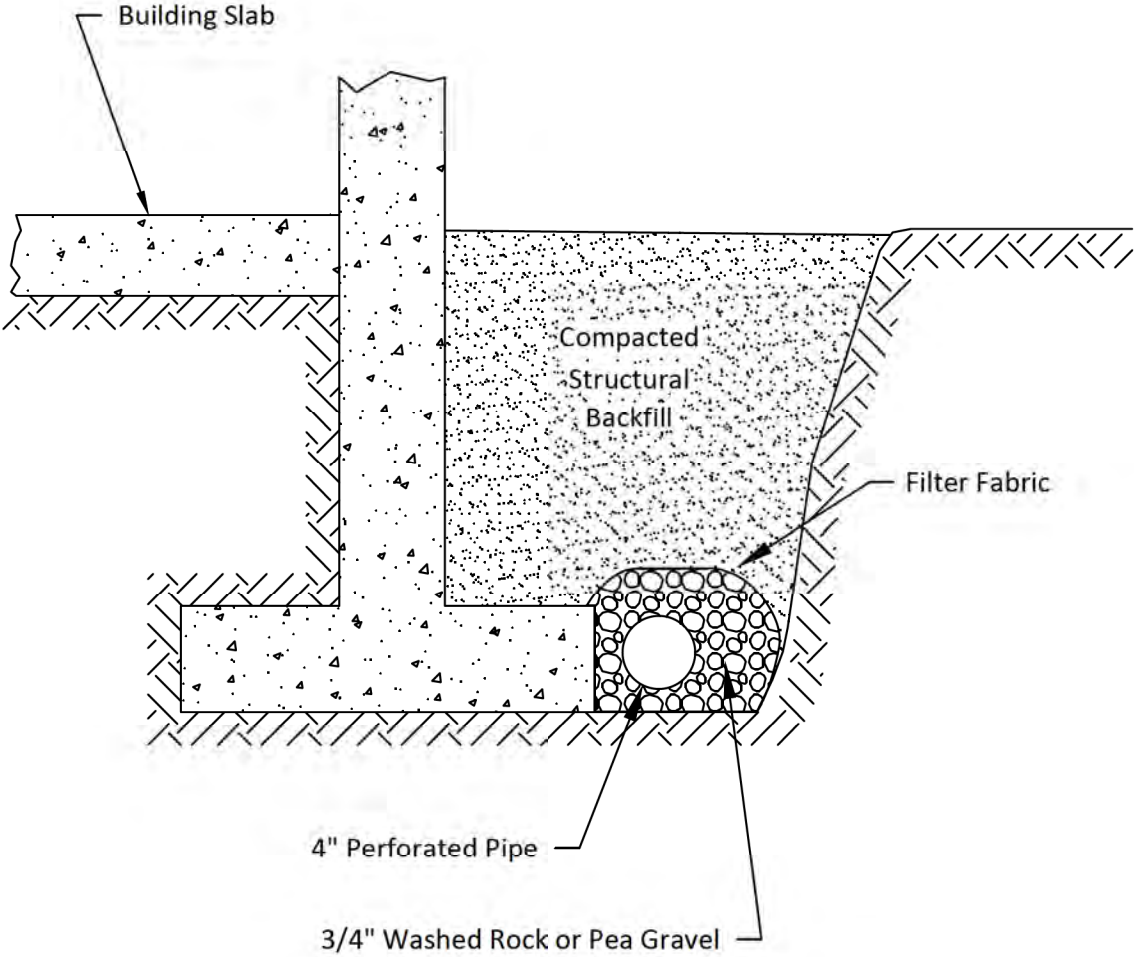 Building Slab
Compacted
Structural
Backfill
Filter Fabric
4" Perforated Pipe
3/4" Washed Rock or Pea Gravel